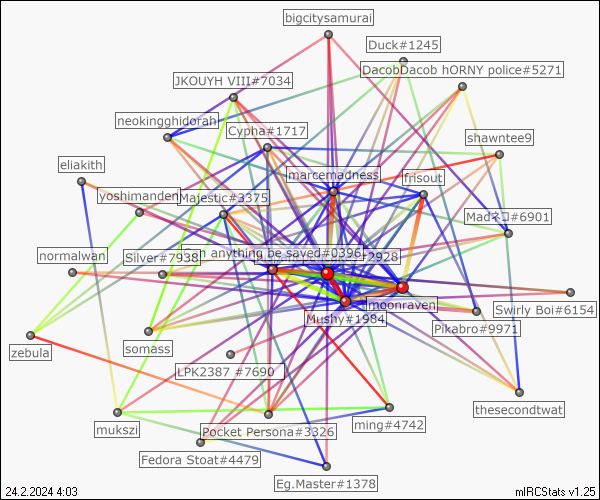 bigcitysamurai
Duck#1245
DacobDacob hORNY police#5271
JKOUYH VIII#7034
neokingghidorah
Cypha#1717
shawntee9
eliakith
marcemadness
frisout
yoshimanden
Majestic#3375
Madネコ#6901
normalwan
Silver#7938
an anything be saved#0396
#2928
moonraven
Swirly Boi#6154
Mushy#1984
Pikabro#9971
zebula
somass
LPK2387 #7690
thesecondtwat
mukszi
Pocket Persona#3326
ming#4742
Fedora Stoat#4479
Eg.Master#1378
24.2.2024 4:03
mIRCStats v1.25